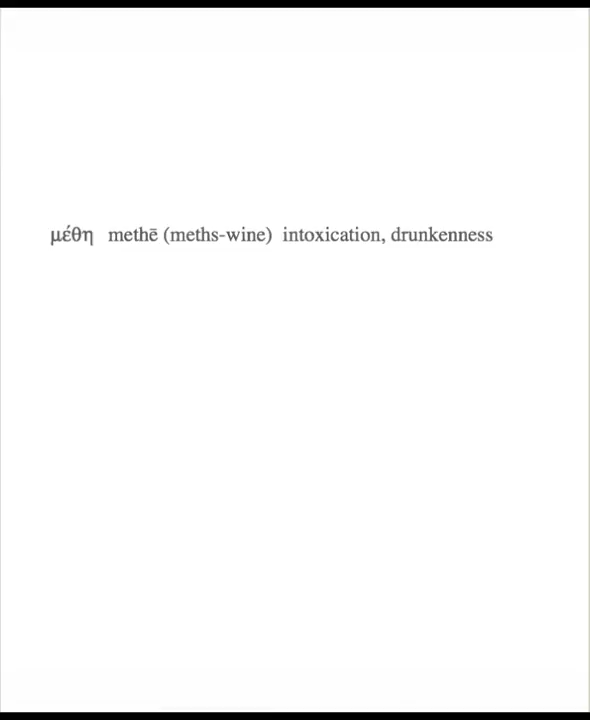 μέθη methē (meths-wine) intoxication, drunkenness